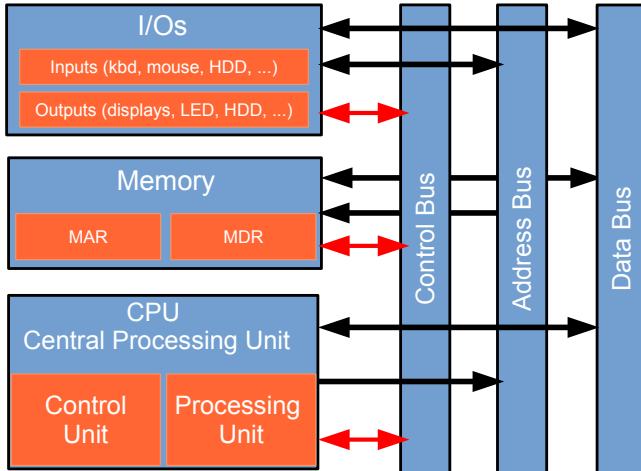 I/Os
Inputs (kbd, mouse, HDD, ...)
Outputs (displays, LED, HDD, ...)
Memory
MAR
MDR
CPU
Central Processing Unit
Control
Unit
Processing
Unit
Control Bus
Address Bus
Data Bus